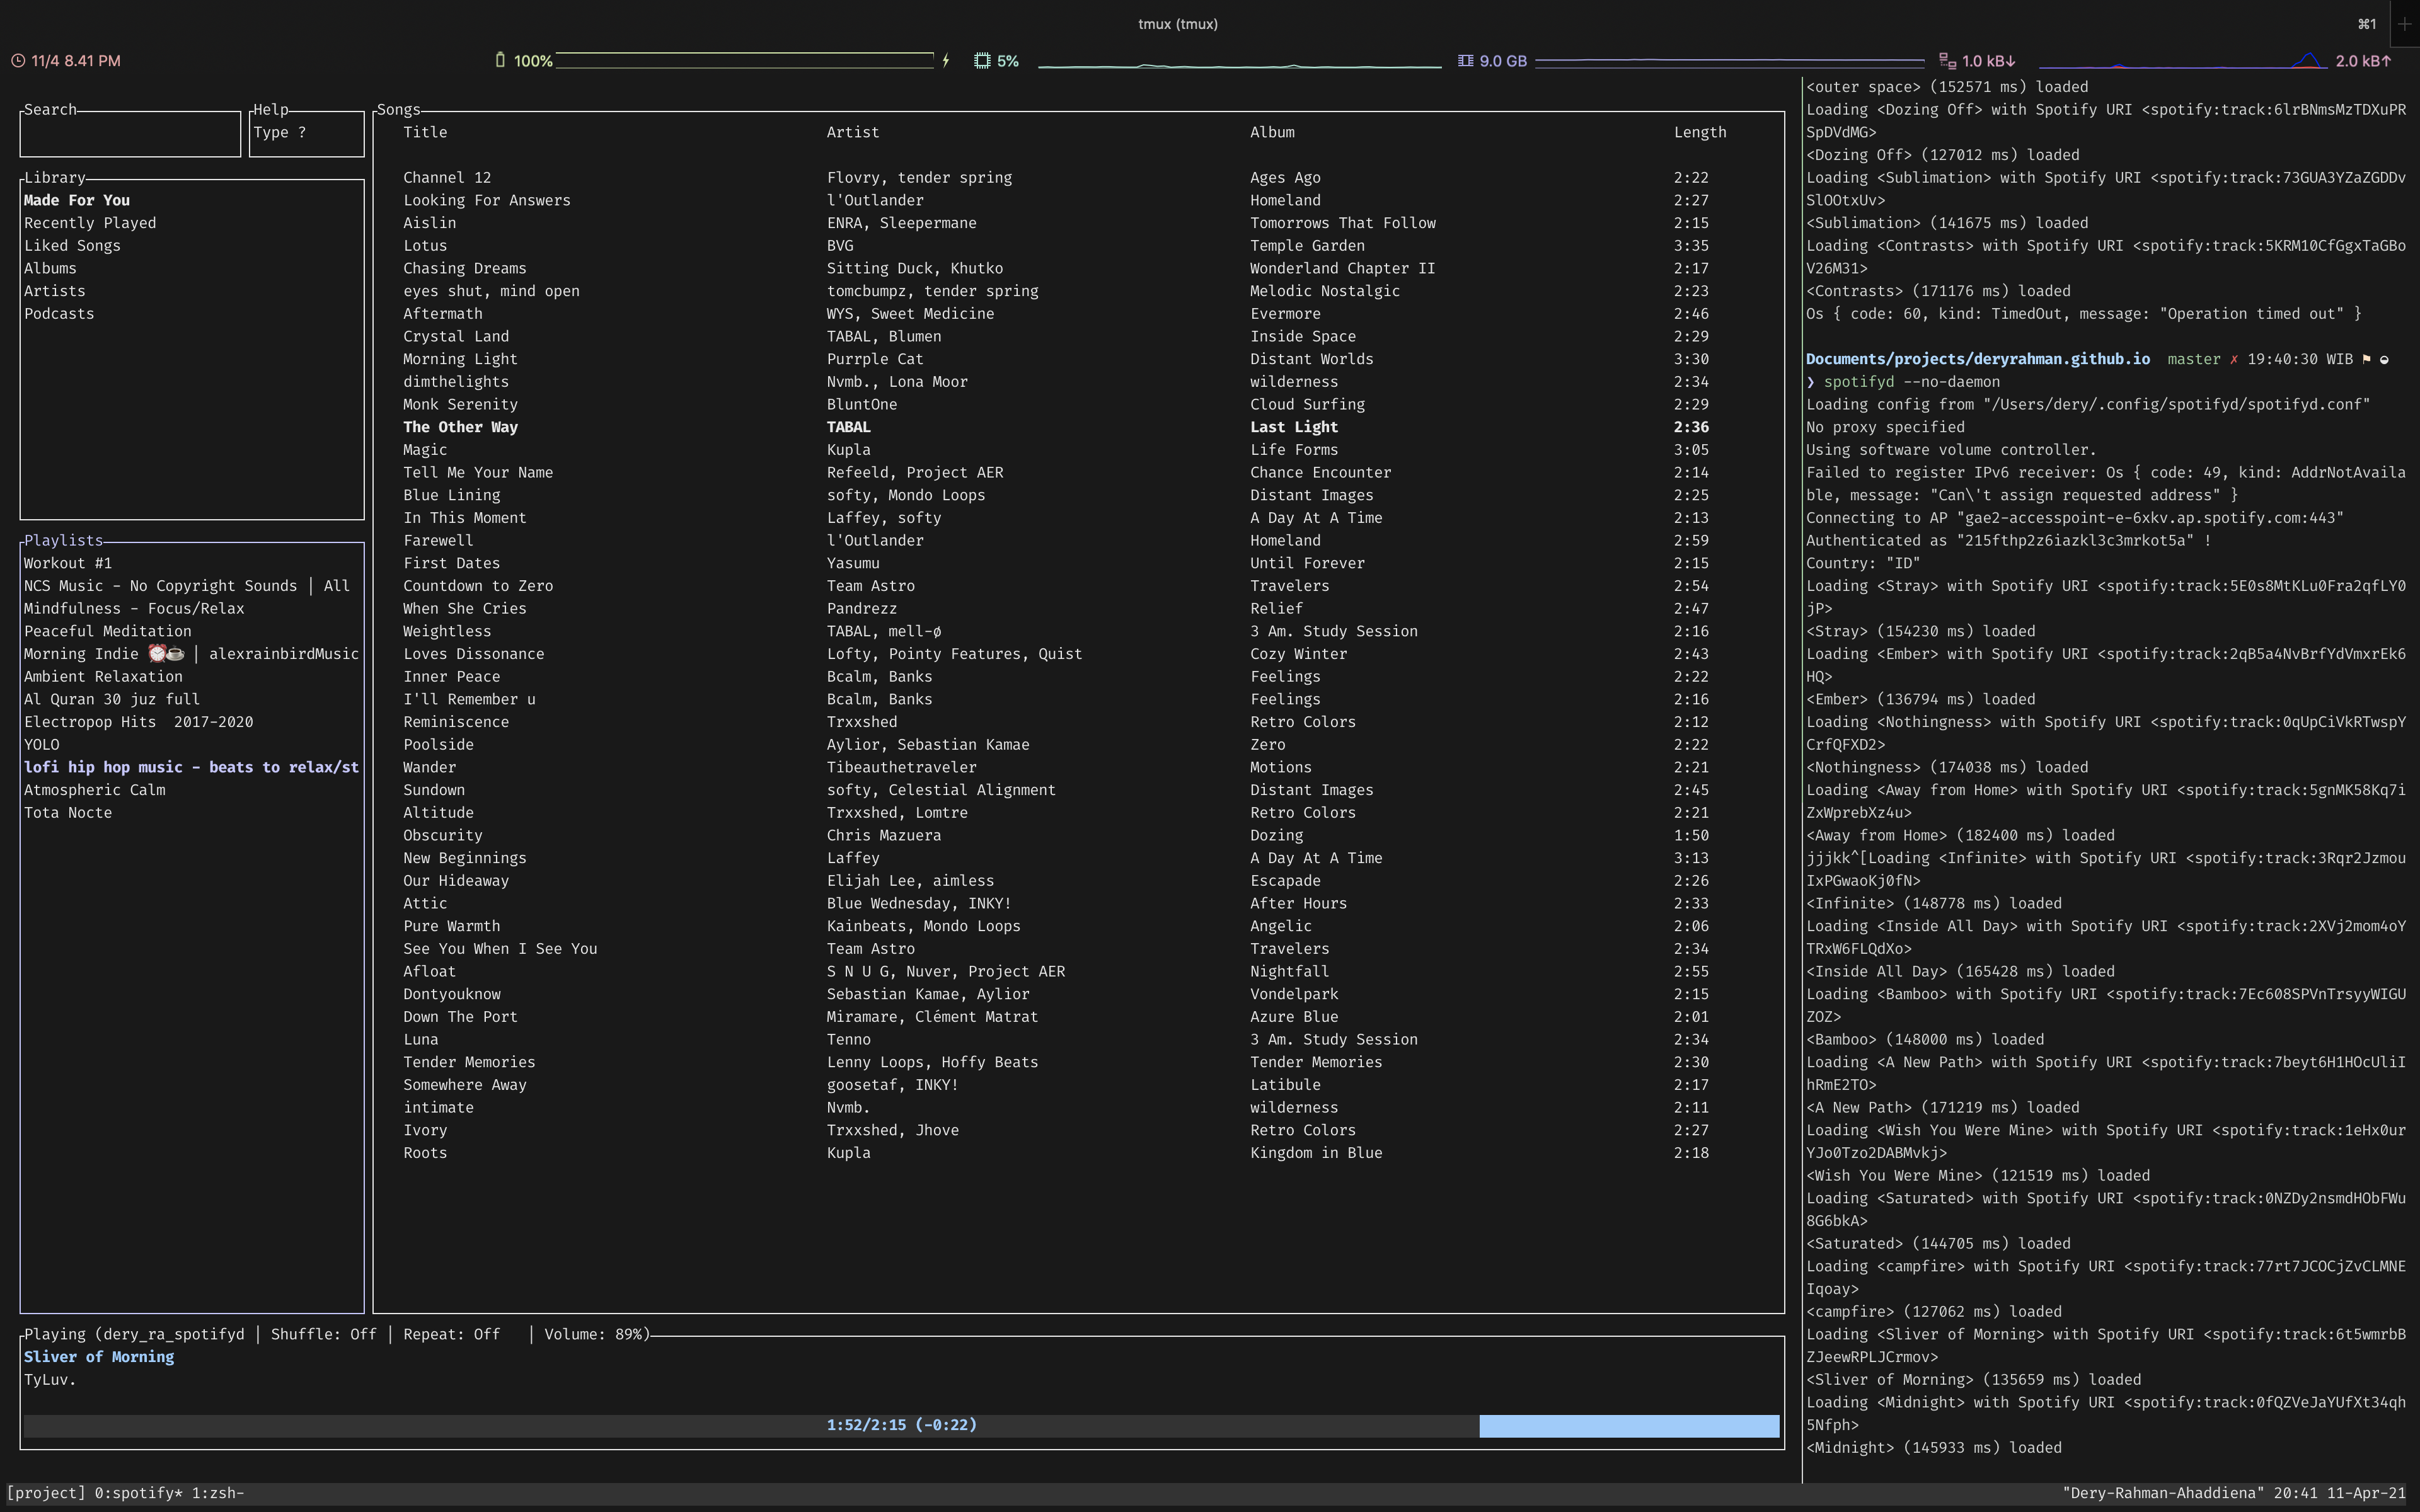 tmux (tmux)
⌘1
11/4 8.41 PM
100%
5%
9.0 GB
1.0 kB↓
2.0 kB↑
Search
Help
Type ?
Library
Made For You
Recently Played
Liked Songs
Albums
Artists
Podcasts
Playlists
Workout #1
NCS Music - No Copyright Sounds | All
Mindfulness - Focus/Relax
Peaceful Meditation
Morning Indie ⏰☕ | alexrainbirdMusic
Ambient Relaxation
Al Quran 30 juz full
Electropop Hits  2017-2020
YOLO
lofi hip hop music - beats to relax/st
Atmospheric Calm
Tota Nocte
Songs
Title Artist Album Length
Channel 12 Flovry, tender spring Ages Ago 2:22
Looking For Answers l'Outlander Homeland 2:27
Aislin ENRA, Sleepermane Tomorrows That Follow 2:15
Lotus BVG Temple Garden 3:35
Chasing Dreams Sitting Duck, Khutko Wonderland Chapter II 2:17
eyes shut, mind open tomcbumpz, tender spring Melodic Nostalgic 2:23
Aftermath WYS, Sweet Medicine Evermore 2:46
Crystal Land TABAL, Blumen Inside Space 2:29
Morning Light Purrple Cat Distant Worlds 3:30
dimthelights Nvmb., Lona Moor wilderness 2:34
Monk Serenity BluntOne Cloud Surfing 2:29
The Other Way TABAL Last Light 2:36
Magic Kupla Life Forms 3:05
Tell Me Your Name Refeeld, Project AER Chance Encounter 2:14
Blue Lining softy, Mondo Loops Distant Images 2:25
In This Moment Laffey, softy A Day At A Time 2:13
Farewell l'Outlander Homeland 2:59
First Dates Yasumu Until Forever 2:15
Countdown to Zero Team Astro Travelers 2:54
When She Cries Pandrezz Relief 2:47
Weightless TABAL, mell-ø 3 Am. Study Session 2:16
Loves Dissonance Lofty, Pointy Features, Quist Cozy Winter 2:43
Inner Peace Bcalm, Banks Feelings 2:22
I'll Remember u Bcalm, Banks Feelings 2:16
Reminiscence Trxxshed Retro Colors 2:12
Poolside Aylior, Sebastian Kamae Zero 2:22
Wander Tibeauthetraveler Motions 2:21
Sundown softy, Celestial Alignment Distant Images 2:45
Altitude Trxxshed, Lomtre Retro Colors 2:21
Obscurity Chris Mazuera Dozing 1:50
New Beginnings Laffey A Day At A Time 3:13
Our Hideaway Elijah Lee, aimless Escapade 2:26
Attic Blue Wednesday, INKY! After Hours 2:33
Pure Warmth Kainbeats, Mondo Loops Angelic 2:06
See You When I See You Team Astro Travelers 2:34
Afloat S N U G, Nuver, Project AER Nightfall 2:55
Dontyouknow Sebastian Kamae, Aylior Vondelpark 2:15
Down The Port Miramare, Clément Matrat Azure Blue 2:01
Luna Tenno 3 Am. Study Session 2:34
Tender Memories Lenny Loops, Hoffy Beats Tender Memories 2:30
Somewhere Away goosetaf, INKY! Latibule 2:17
intimate Nvmb. wilderness 2:11
Ivory Trxxshed, Jhove Retro Colors 2:27
Roots Kupla Kingdom in Blue 2:18
Playing (dery_ra_spotifyd | Shuffle: Off | Repeat: Off   | Volume: 89%)
Sliver of Morning
TyLuv.
1:52/2:15 (-0:22)
<outer space> (152571 ms) loaded
Loading <Dozing Off> with Spotify URI <spotify:track:6lrBNmsMzTDXuPR
SpDVdMG>
<Dozing Off> (127012 ms) loaded
Loading <Sublimation> with Spotify URI <spotify:track:73GUA3YZaZGDDv
SlOOtxUv>
<Sublimation> (141675 ms) loaded
Loading <Contrasts> with Spotify URI <spotify:track:5KRM10CfGgxTaGBo
V26M31>
<Contrasts> (171176 ms) loaded
Os { code: 60, kind: TimedOut, message: "Operation timed out" }
Documents/projects/deryrahman.github.io  master ✗ 19:40:30 WIB ⚑ ◒
❯ spotifyd --no-daemon
Loading config from "/Users/dery/.config/spotifyd/spotifyd.conf"
No proxy specified
Using software volume controller.
Failed to register IPv6 receiver: Os { code: 49, kind: AddrNotAvaila
ble, message: "Can\'t assign requested address" }
Connecting to AP "gae2-accesspoint-e-6xkv.ap.spotify.com:443"
Authenticated as "215fthp2z6iazkl3c3mrkot5a" !
Country: "ID"
Loading <Stray> with Spotify URI <spotify:track:5E0s8MtKLu0Fra2qfLY0
jP>
<Stray> (154230 ms) loaded
Loading <Ember> with Spotify URI <spotify:track:2qB5a4NvBrfYdVmxrEk6
HQ>
<Ember> (136794 ms) loaded
Loading <Nothingness> with Spotify URI <spotify:track:0qUpCiVkRTwspY
CrfQFXD2>
<Nothingness> (174038 ms) loaded
Loading <Away from Home> with Spotify URI <spotify:track:5gnMK58Kq7i
ZxWprebXz4u>
<Away from Home> (182400 ms) loaded
jjjkk^[Loading <Infinite> with Spotify URI <spotify:track:3Rqr2Jzmou
IxPGwaoKj0fN>
<Infinite> (148778 ms) loaded
Loading <Inside All Day> with Spotify URI <spotify:track:2XVj2mom4oY
TRxW6FLQdXo>
<Inside All Day> (165428 ms) loaded
Loading <Bamboo> with Spotify URI <spotify:track:7Ec608SPVnTrsyyWIGU
ZOZ>
<Bamboo> (148000 ms) loaded
Loading <A New Path> with Spotify URI <spotify:track:7beyt6H1HOcUliI
hRmE2TO>
<A New Path> (171219 ms) loaded
Loading <Wish You Were Mine> with Spotify URI <spotify:track:1eHx0ur
YJo0Tzo2DABMvkj>
<Wish You Were Mine> (121519 ms) loaded
Loading <Saturated> with Spotify URI <spotify:track:0NZDy2nsmdHObFWu
8G6bkA>
<Saturated> (144705 ms) loaded
Loading <campfire> with Spotify URI <spotify:track:77rt7JCOCjZvCLMNE
Iqoay>
<campfire> (127062 ms) loaded
Loading <Sliver of Morning> with Spotify URI <spotify:track:6t5wmrbB
ZJeewRPLJCrmov>
<Sliver of Morning> (135659 ms) loaded
Loading <Midnight> with Spotify URI <spotify:track:0fQZVeJaYUfXt34qh
5Nfph>
<Midnight> (145933 ms) loaded
[project] 0:spotify* 1:zsh-
"Dery-Rahman-Ahaddiena" 20:41 11-Apr-21